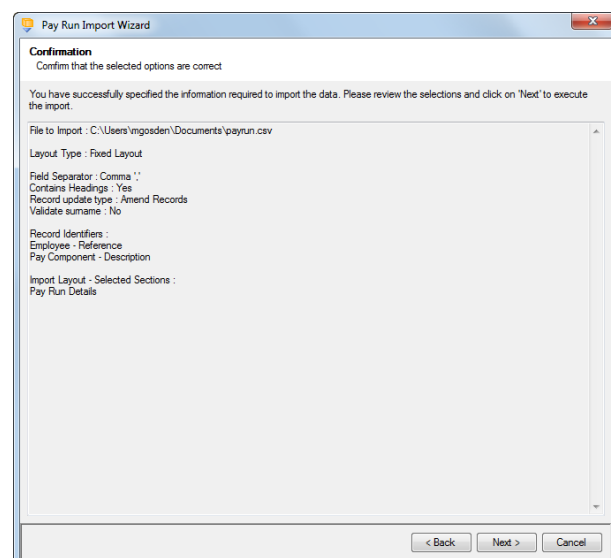 Pay Run Import Wizard
Confirmation
Comfirm that the selected options are correct
You have successfully specified the information required to import the data. Please review the selections and click on 'Next' to execute
the import.
File to Import : C:\Users\mgosden\Documents\payrun.csv
Layout Type : Fixed Layout
Field Separator : Comma ','
Contains Headings : Yes
Record update type : Amend Records
Validate surname : No
Record Identifiers :
Employee - Reference
Pay Component - Description
Import Layout - Selected Sections :
Pay Run Details
< Back Next > Cancel